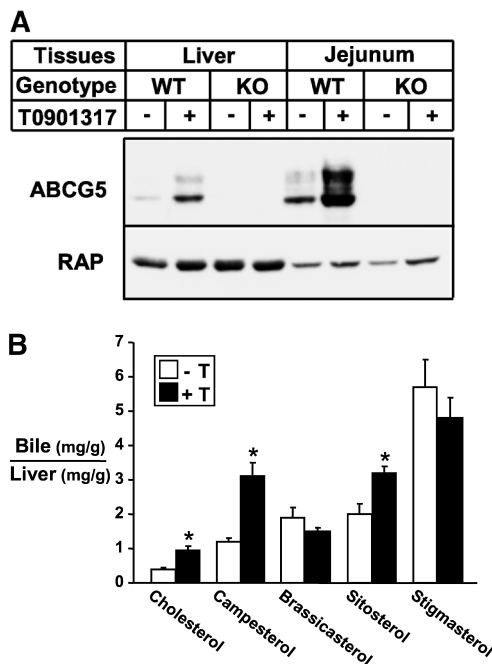 A
Tissues Liver Jejunum
Genotype WT KO WT KO
T0901317 - + - + - + - +
ABCG5
RAP
B
7
6
5
4
3
2
1
0
- T
+ T
Bile (mg/g)
Liver (mg/g)
* * *
Cholesterol Campesterol Brassicasterol Sitosterol Stigmasterol